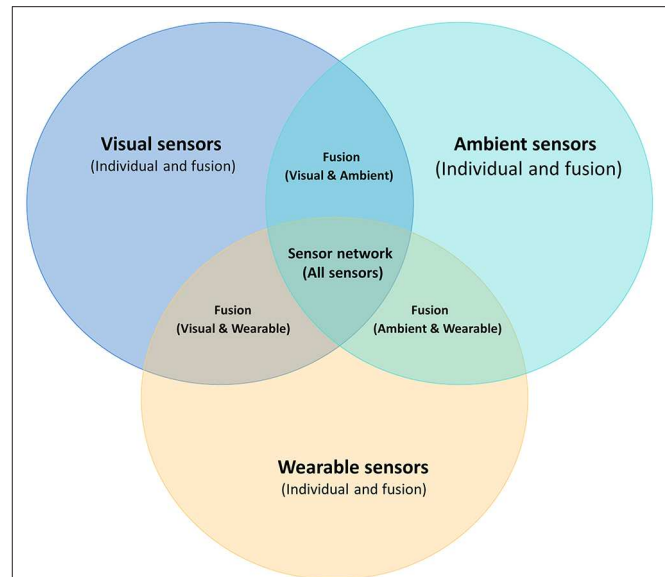 Visual sensors
(Individual and fusion)
Ambient sensors
(Individual and fusion)
Fusion
(Visual & Ambient)
Sensor network
(All sensors)
Fusion
(Visual & Wearable)
Fusion
(Ambient & Wearable)
Wearable sensors
(Individual and fusion)